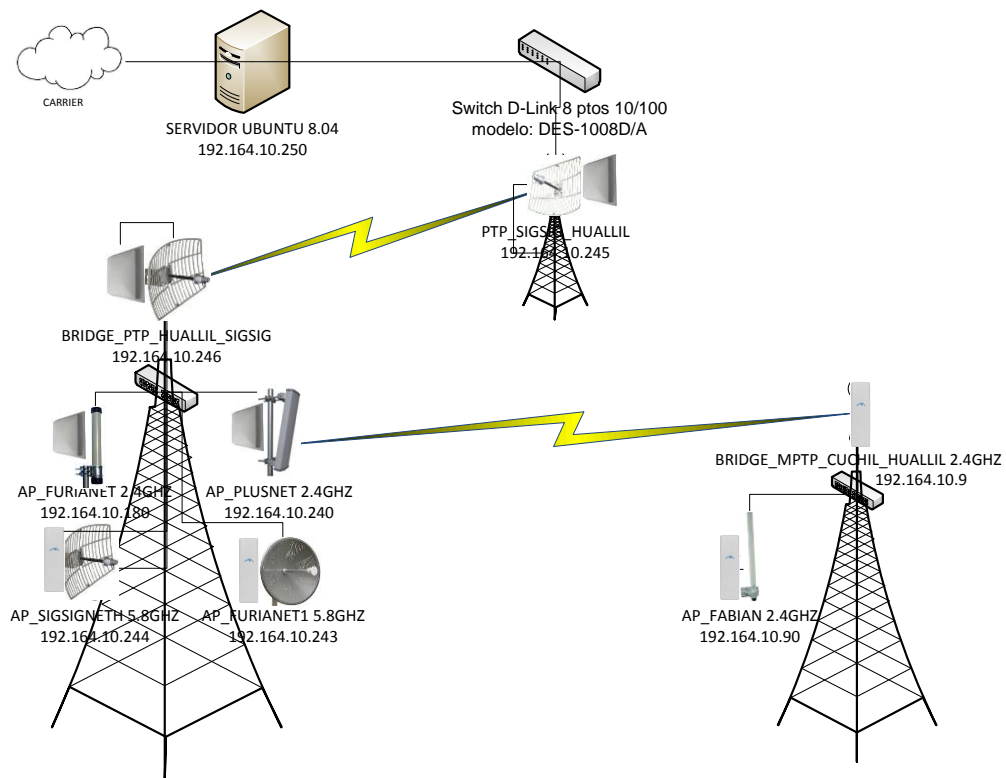 CARRIER
SERVIDOR UBUNTU 8.04
192.164.10.250
Switch D-Link 8 ptos 10/100
modelo: DES-1008D/A
PTP_SIGSIG_HUALLIL
192.164.10.245
BRIDGE_PTP_HUALLIL_SIGSIG
192.164.10.246
AP_FURIANET 2.4GHZ
192.164.10.180
AP_PLUSNET 2.4GHZ
192.164.10.240
BRIDGE_MPTP_CUCHIL_HUALLIL 2.4GHZ
192.164.10.9
AP_SIGSIGNETH 5.8GHZ
192.164.10.244
AP_FURIANET1 5.8GHZ
192.164.10.243
AP_FABIAN 2.4GHZ
192.164.10.90